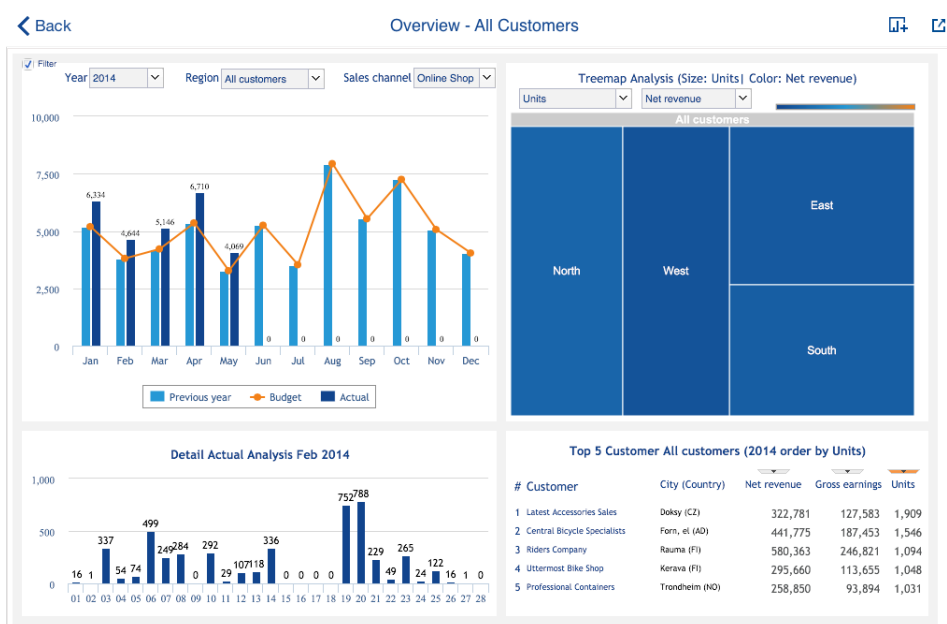 Back
Overview - All Customers
Filter
Year 2014 Region All customers Sales channel Online Shop
10,000
7,500
5,000
2,500
0
6,334
4,644
5,146
6,710
4,069
0 0 0 0 0 0 0
Jan Feb Mar Apr May Jun Jul Aug Sep Oct Nov Dec
Previous year Budget Actual
Treemap Analysis (Size: Units| Color: Net revenue)
Units Net revenue
All customers
North
West
East
South
Detail Actual Analysis Feb 2014
1,000
500
0
16 1 337 54 74 499 249 284 0 292 29 107 118 336 0 0 0 0 752 788 229 49 265 24 122 16 1 0
01 02 03 04 05 06 07 08 09 10 11 12 13 14 15 16 17 18 19 20 21 22 23 24 25 26 27 28
Top 5 Customer All customers (2014 order by Units)
# Customer City (Country) Net revenue Gross earnings Units
1 Latest Accessories Sales Doksy (CZ) 322,781 127,583 1,909
2 Central Bicycle Specialists Forn, el (AD) 441,775 187,453 1,546
3 Riders Company Rauma (FI) 580,363 246,821 1,094
4 Uttermost Bike Shop Kerava (FI) 295,660 113,655 1,048
5 Professional Containers Trondheim (NO) 258,850 93,894 1,031